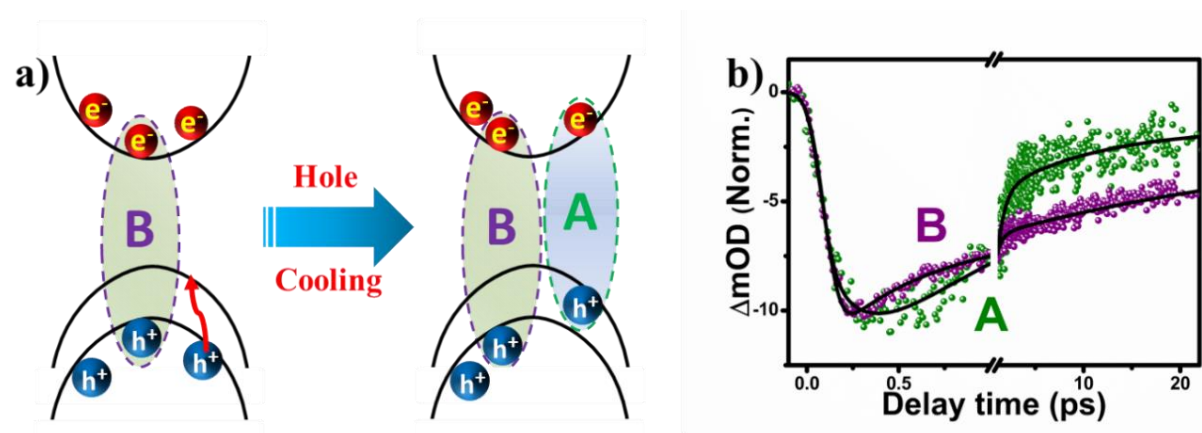 a)
e⁻
e⁻
e⁻
B
h⁺
h⁺
h⁺
Hole
Cooling
e⁻
e⁻
e⁻
B
A
h⁺
h⁺
h⁺
b)
ΔmOD (Norm.)
0
-5
-10
B
A
0.0
0.5
10
20
Delay time (ps)